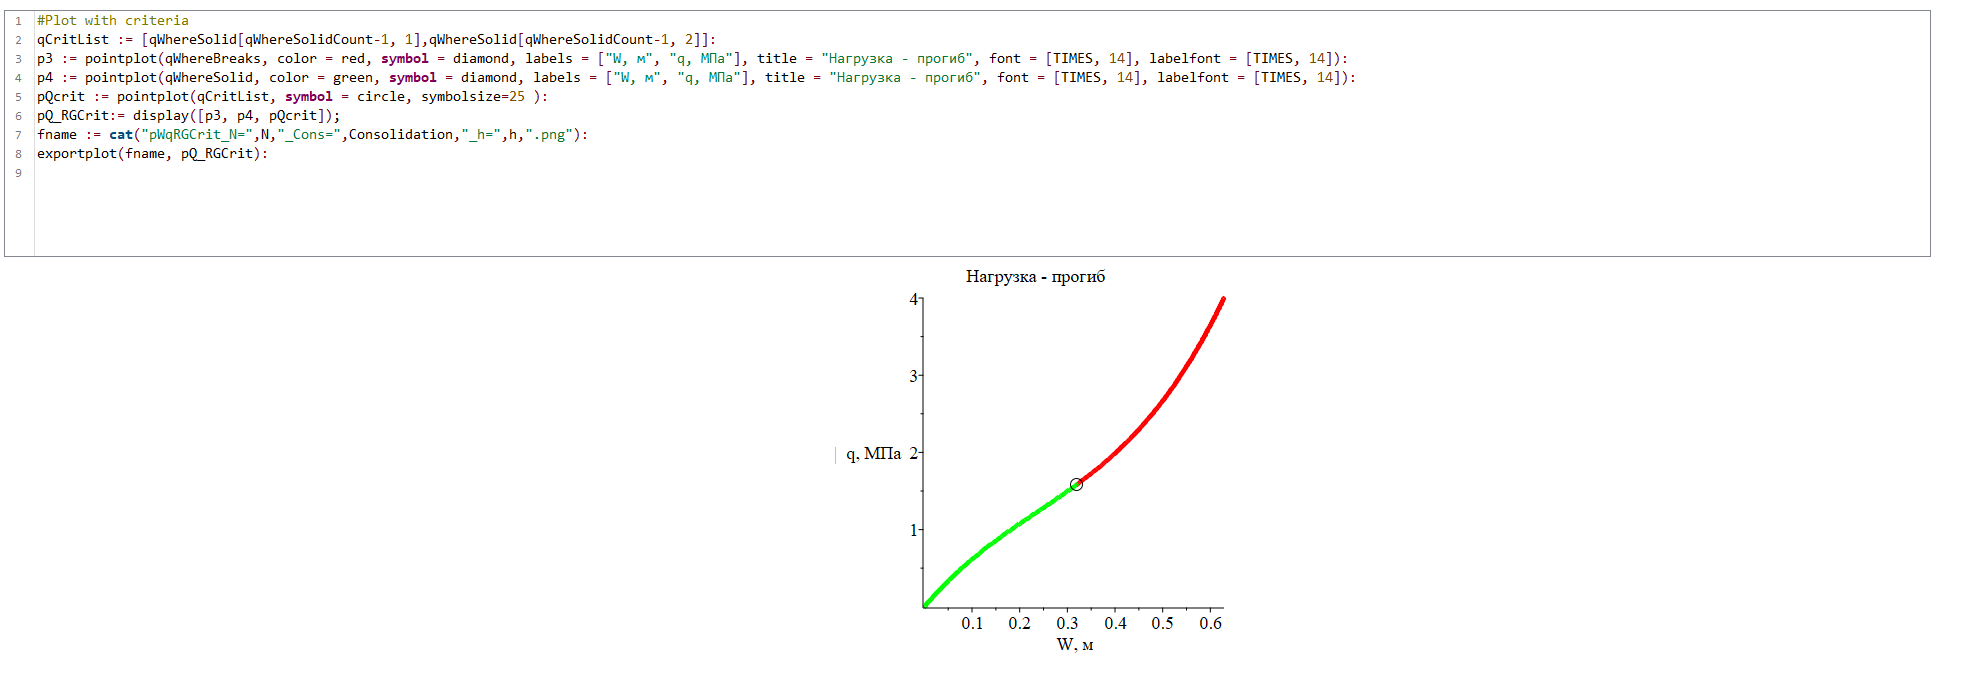 1 #Plot with criteria
2 qCritList := [qWhereSolid[qWhereSolidCount-1, 1],qWhereSolid[qWhereSolidCount-1, 2]]:
3 p3 := pointplot(qWhereBreaks, color = red, symbol = diamond, labels = ["W, м", "q, МПа"], title = "Нагрузка - прогиб", font = [TIMES, 14], labelfont = [TIMES, 14]):
4 p4 := pointplot(qWhereSolid, color = green, symbol = diamond, labels = ["W, м", "q, МПа"], title = "Нагрузка - прогиб", font = [TIMES, 14], labelfont = [TIMES, 14]):
5 pQcrit := pointplot(qCritList, symbol = circle, symbolsize=25 ):
6 pQ_RGCrit:= display([p3, p4, pQcrit]);
7 fname := cat("pWqRGCrit_N=",N,"_Cons=",Consolidation,"_h=",h,".png"):
8 exportplot(fname, pQ_RGCrit):
9
Нагрузка - прогиб
4
3
q, МПа 2
1
0.1 0.2 0.3 0.4 0.5 0.6
W, м